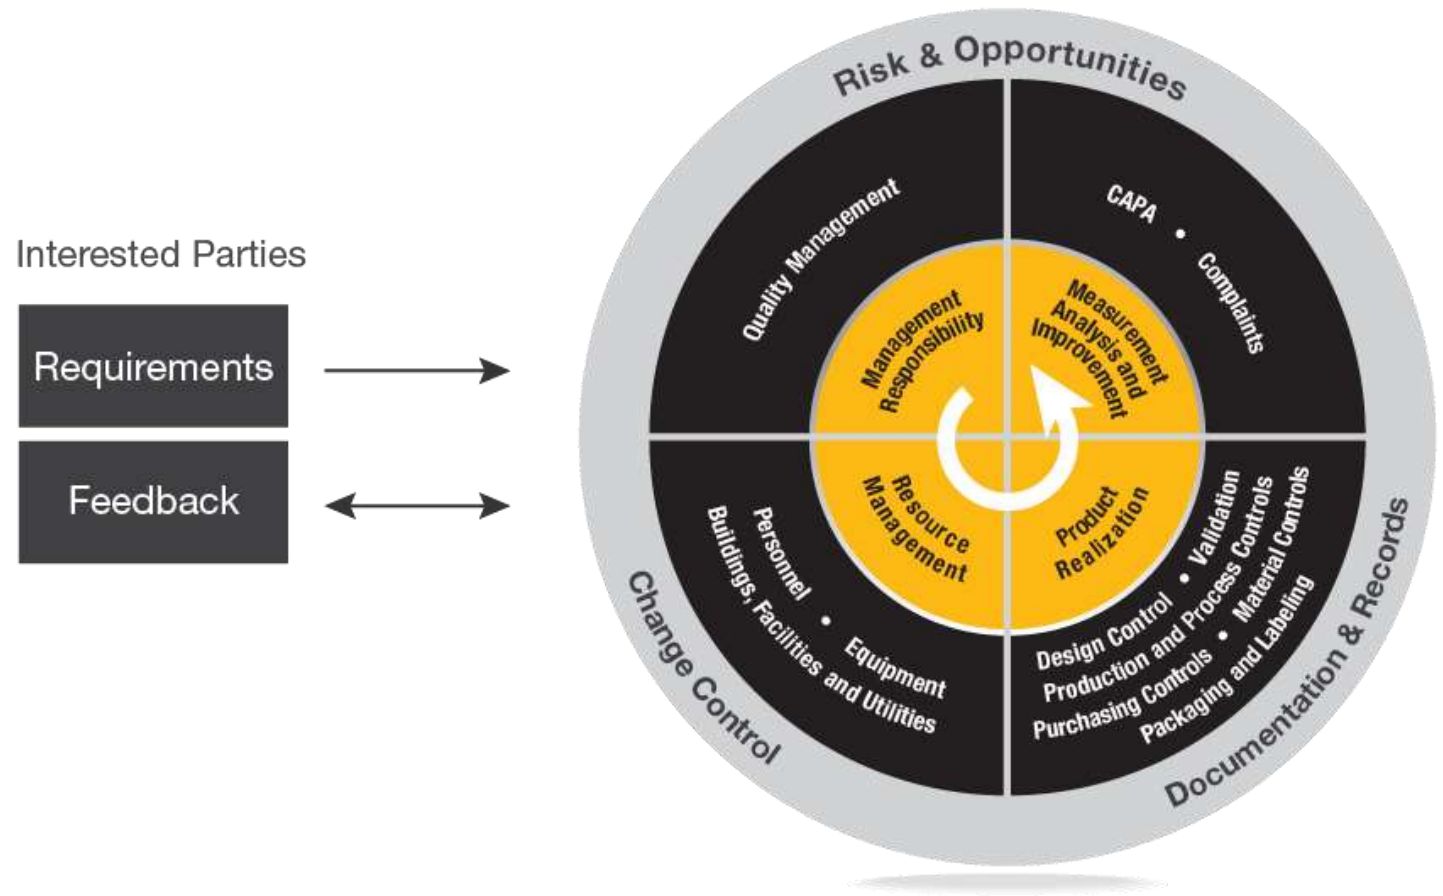 Interested Parties
Requirements
Feedback
Risk & Opportunities
Quality Management
CAPA • Complaints
Management
Responsibility
Measurement
Analysis and
Improvement
Resource
Management
Product
Realization
Personnel • Equipment
Buildings, Facilities and Utilities
Design Control • Validation
Production and Process Controls
Purchasing Controls • Material Controls
Packaging and Labeling
Change Control
Documentation & Records